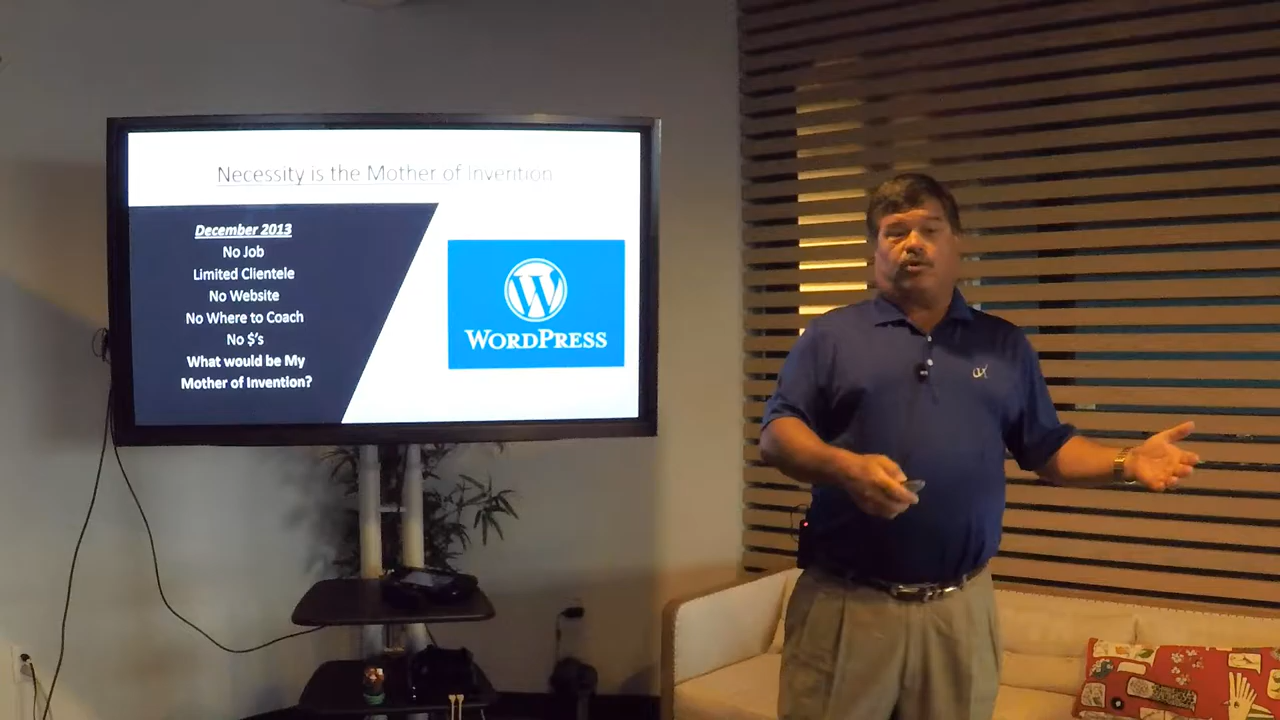 Necessity is the Mother of Invention
December 2013
No Job
Limited Clientele
No Website
No Where to Coach
No $'s
What would be My
Mother of Invention?
WORDPRESS